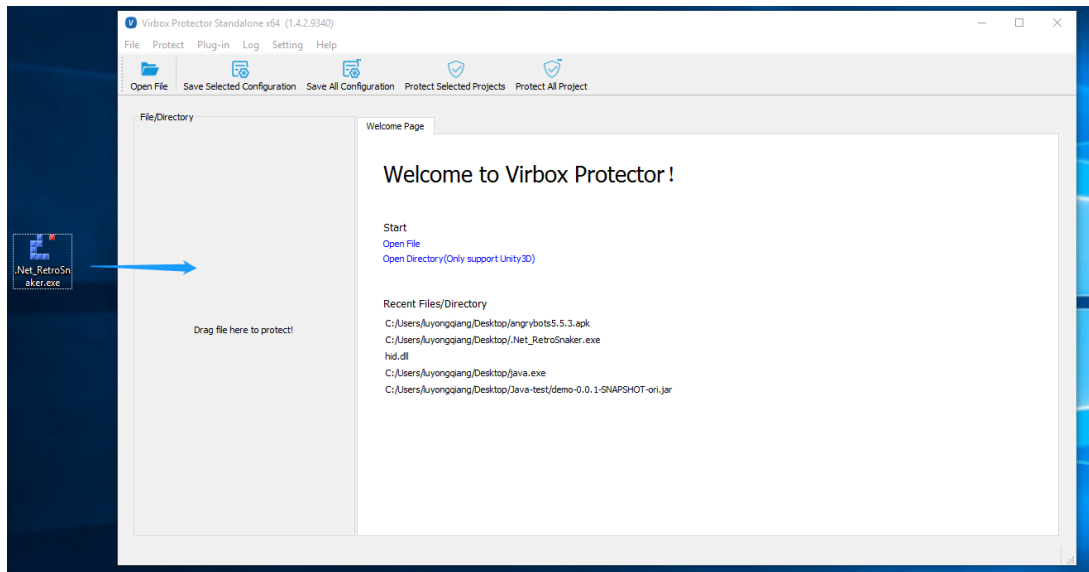 Virbox Protector Standalone x64 (1.4.2.9340)
File Protect Plug-in Log Setting Help
Open File Save Selected Configuration Save All Configuration Protect Selected Projects Protect All Project
File/Directory
Welcome Page
Welcome to Virbox Protector!
Start
Open File
Open Directory(Only support Unity3D)
.Net_RetroSn
aker.exe
Recent Files/Directory
Drag file here to protect!
C:/Users/luyongqiang/Desktop/angrybots5.5.3.apk
C:/Users/luyongqiang/Desktop/.Net_RetroSnaker.exe
hid.dll
C:/Users/luyongqiang/Desktop/java.exe
C:/Users/luyongqiang/Desktop/Java-test/demo-0.0.1-SNAPSHOT-ori.jar